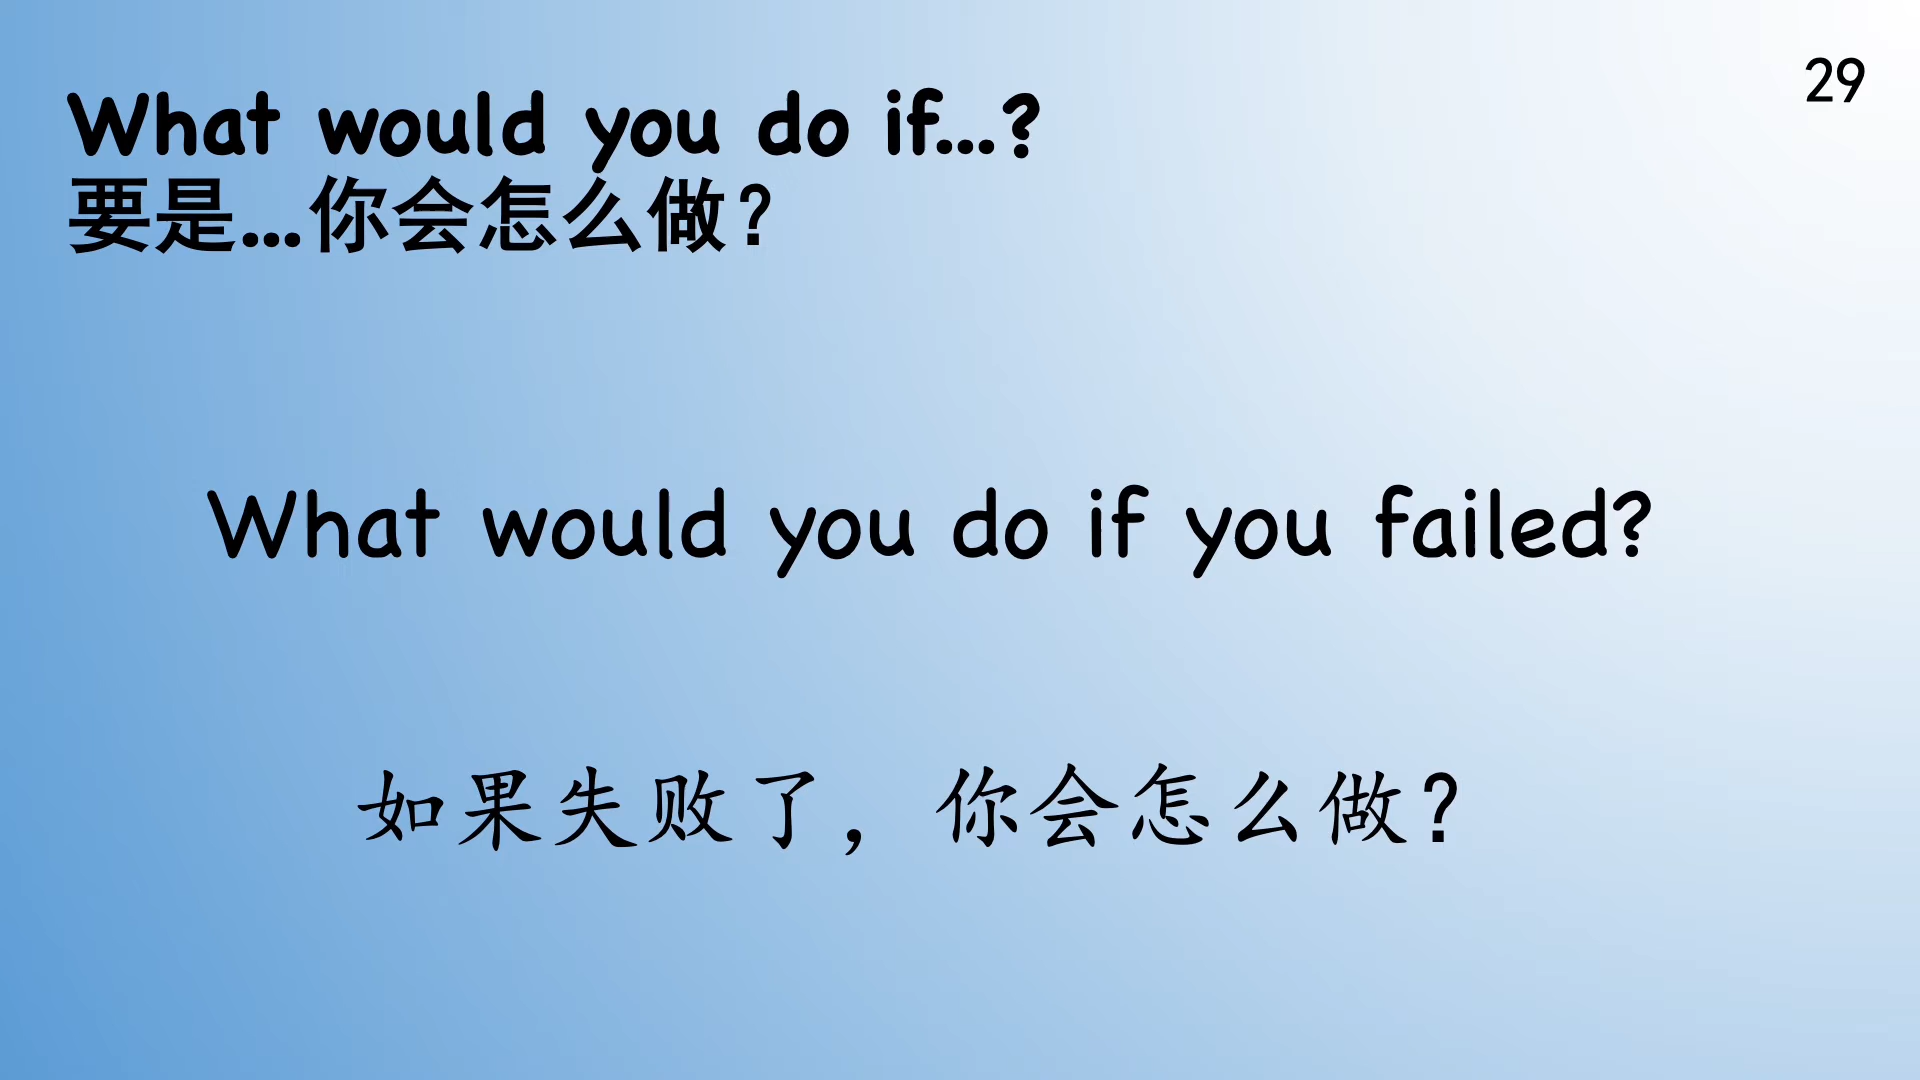 29
What would you do if...?
要是...你会怎么做？
What would you do if you failed?
如果失败了，你会怎么做？